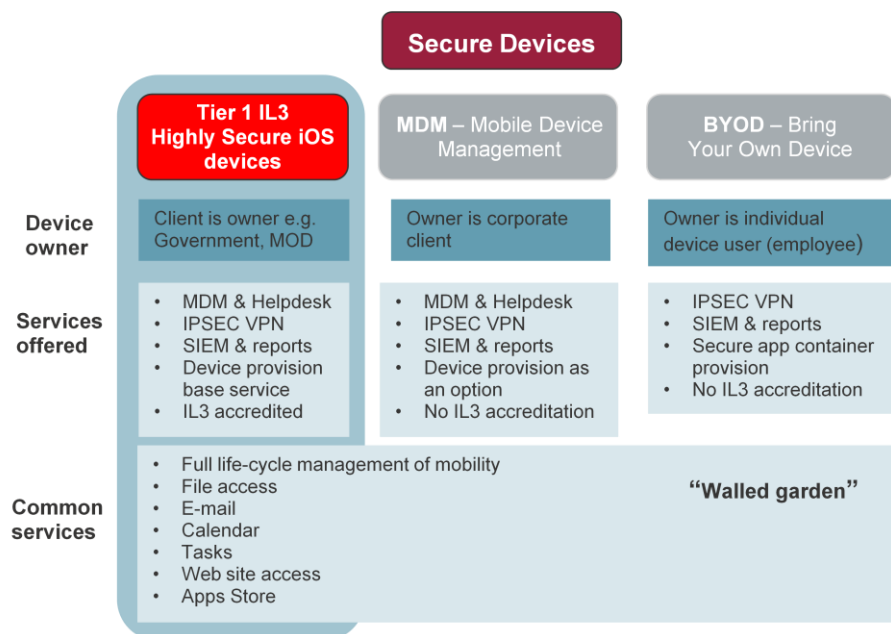 Secure Devices
Tier 1 IL3
Highly Secure iOS
devices
MDM – Mobile Device
Management
BYOD – Bring
Your Own Device
Device
owner
Client is owner e.g.
Government, MOD
Owner is corporate
client
Owner is individual
device user (employee)
Services
offered
• MDM & Helpdesk
• IPSEC VPN
• SIEM & reports
• Device provision
base service
• IL3 accredited
• MDM & Helpdesk
• IPSEC VPN
• SIEM & reports
• Device provision as
an option
• No IL3 accreditation
• IPSEC VPN
• SIEM & reports
• Secure app container
provision
• No IL3 accreditation
Common
services
• Full life-cycle management of mobility
• File access
• E-mail
• Calendar
• Tasks
• Web site access
• Apps Store
“Walled garden”